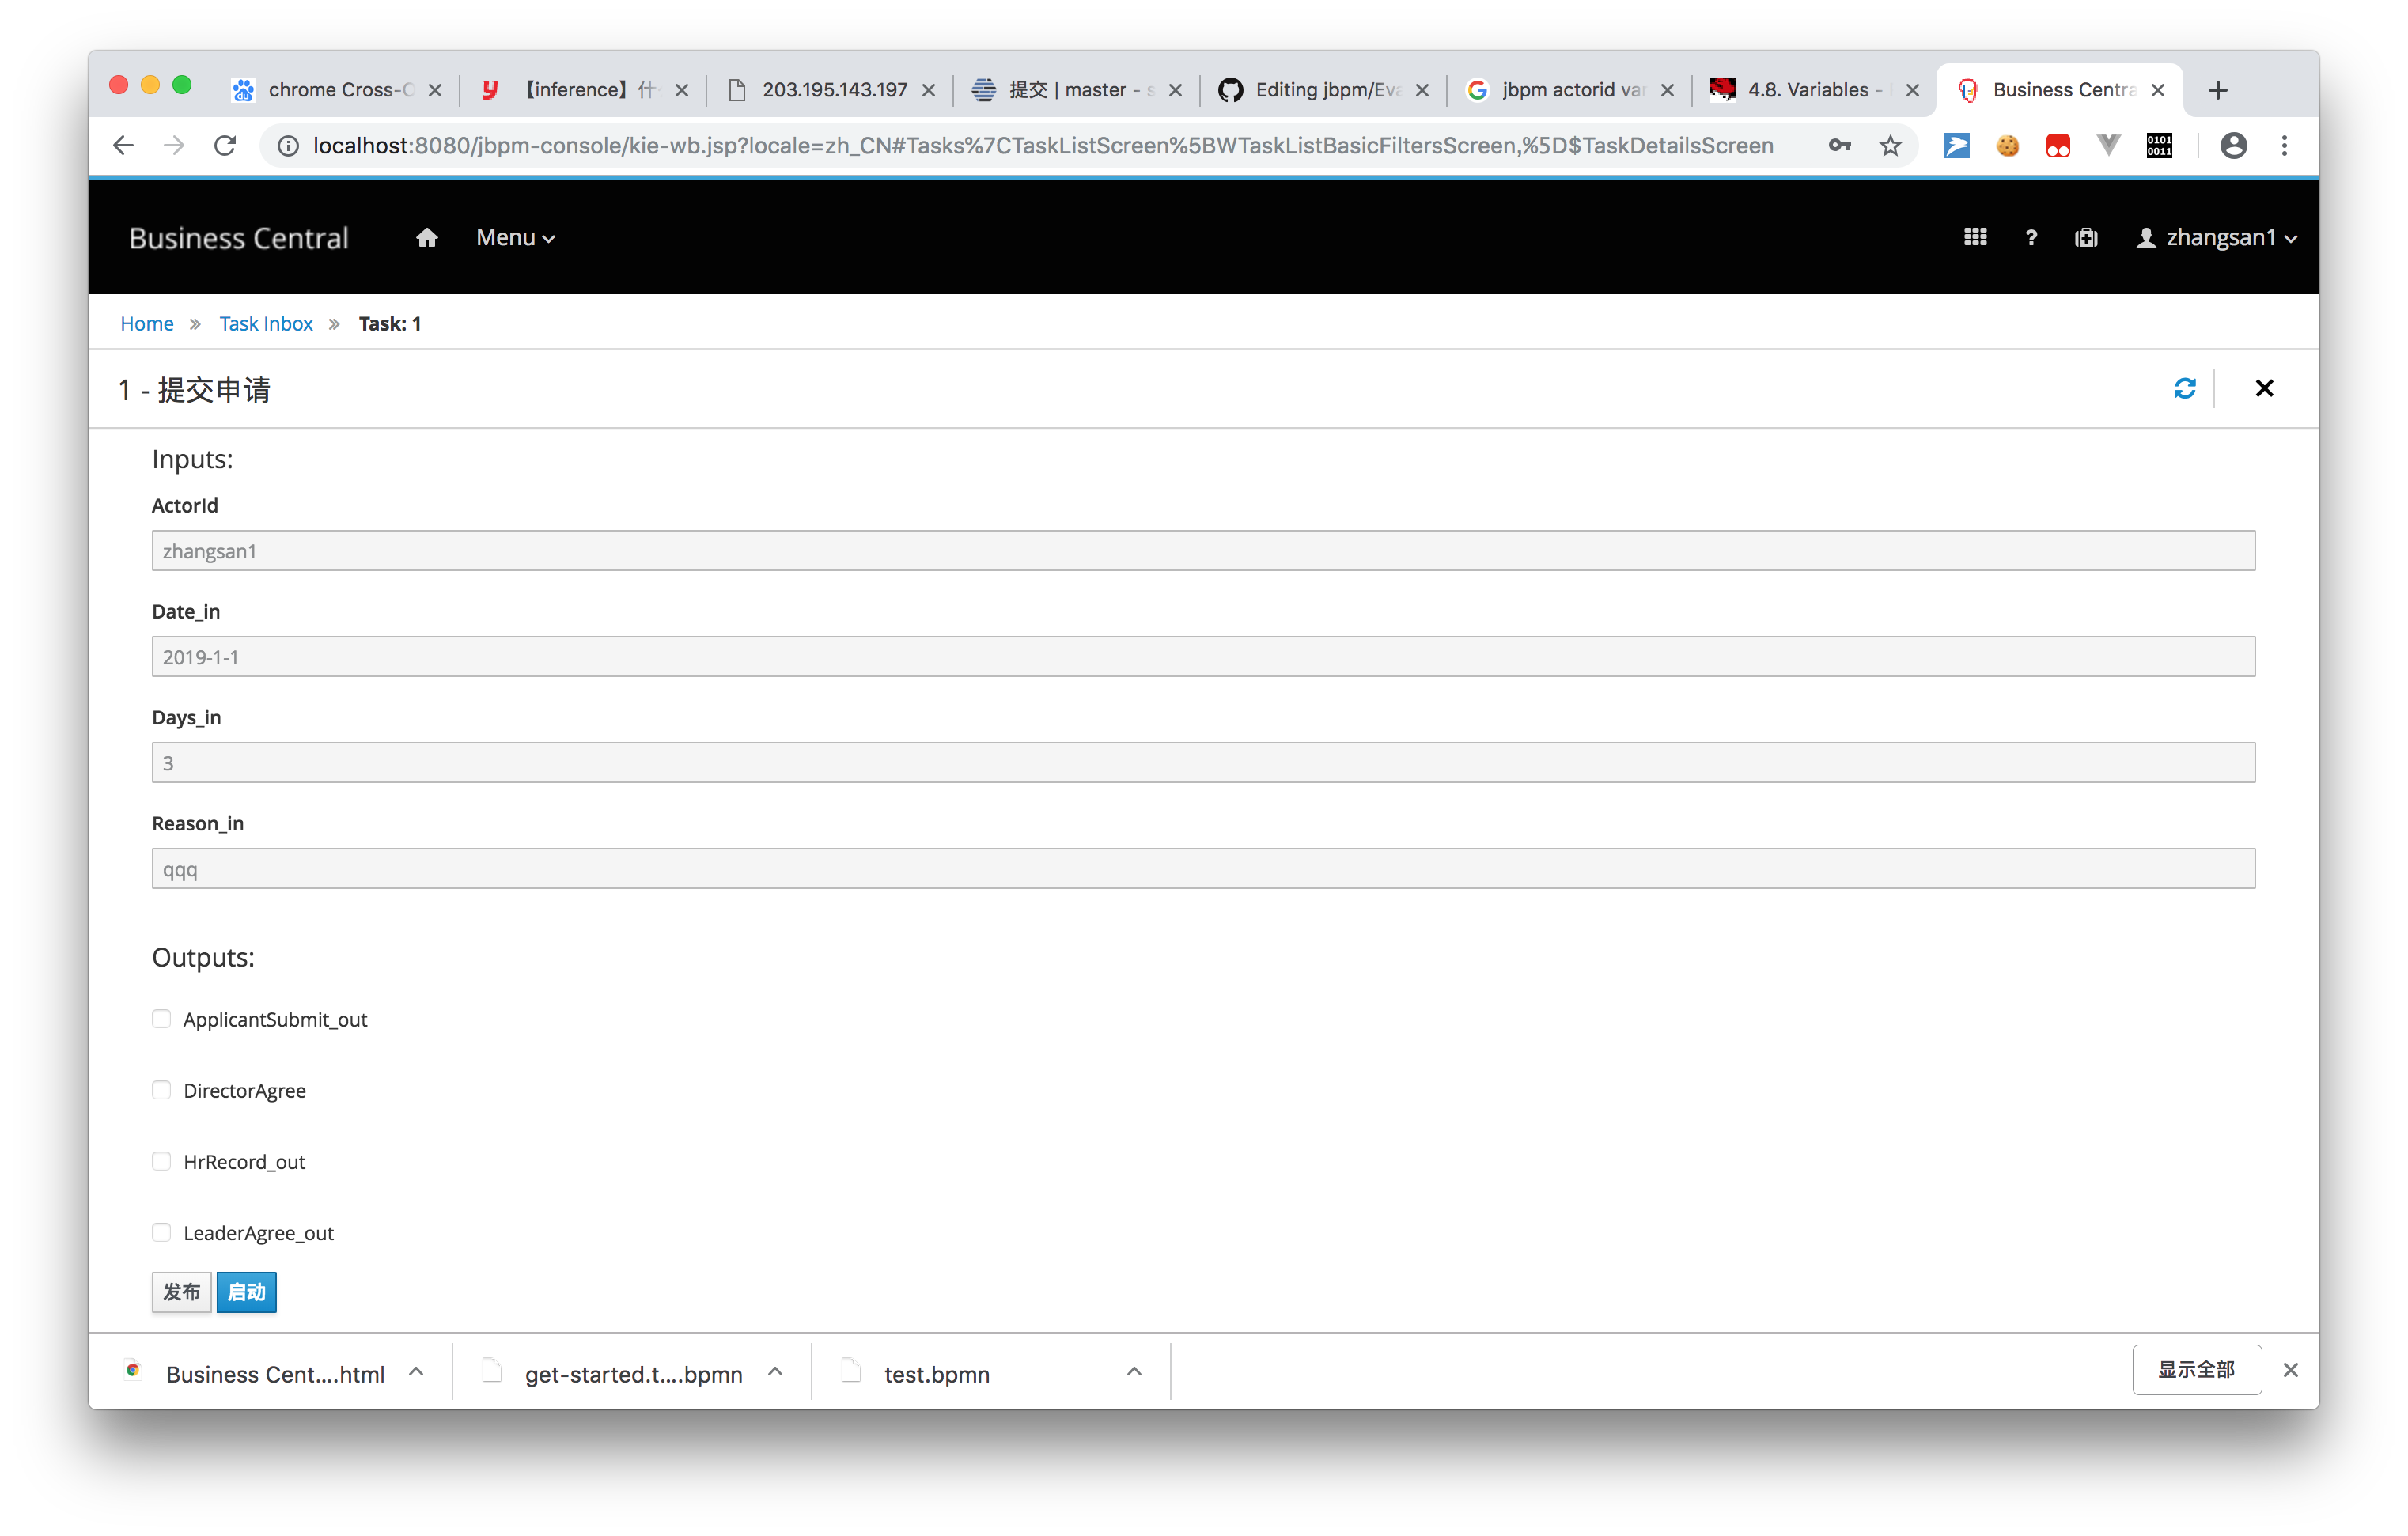 chrome Cross-O
【inference】什
203.195.143.197
提交 | master - s
Editing jbpm/Eva
jbpm actorid var
4.8. Variables -
Business Centra
localhost:8080/jbpm-console/kie-wb.jsp?locale=zh_CN#Tasks%7CTaskListScreen%5BWTaskListBasicFiltersScreen,%5D$TaskDetailsScreen
0101
0011
Business Central
Menu
?
zhangsan1
Home » Task Inbox » Task: 1
1 - 提交申请
Inputs:
ActorId
zhangsan1
Date_in
2019-1-1
Days_in
3
Reason_in
qqq
Outputs:
ApplicantSubmit_out
DirectorAgree
HrRecord_out
LeaderAgree_out
发布 启动
Business Cent....html
get-started.t....bpmn
test.bpmn
显示全部